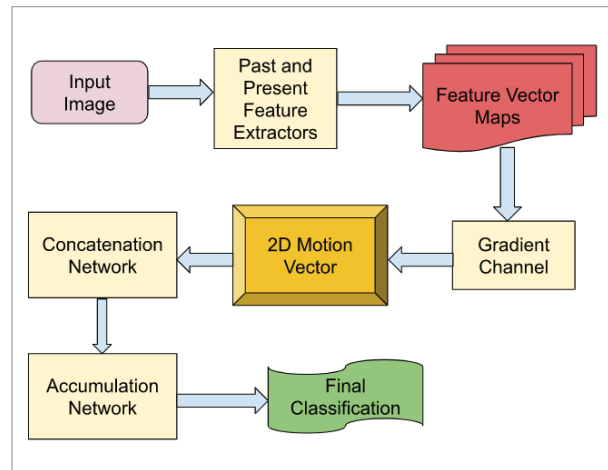 Input
Image
Past and
Present
Feature
Extractors
Feature Vector
Maps
Gradient
Channel
2D Motion
Vector
Concatenation
Network
Accumulation
Network
Final
Classification